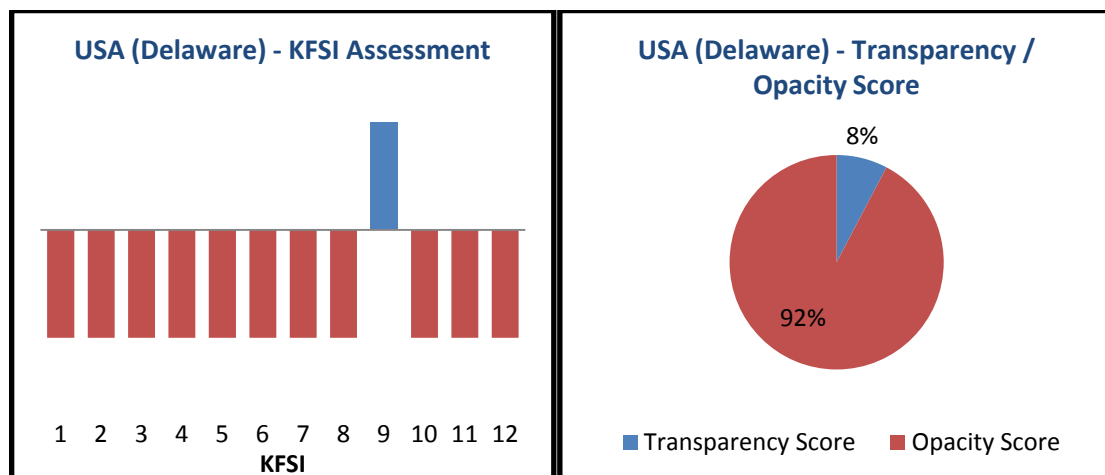 USA (Delaware) - KFSI Assessment
1 2 3 4 5 6 7 8 9 10 11 12
KFSI
USA (Delaware) - Transparency /
Opacity Score
8%
92%
Transparency Score Opacity Score